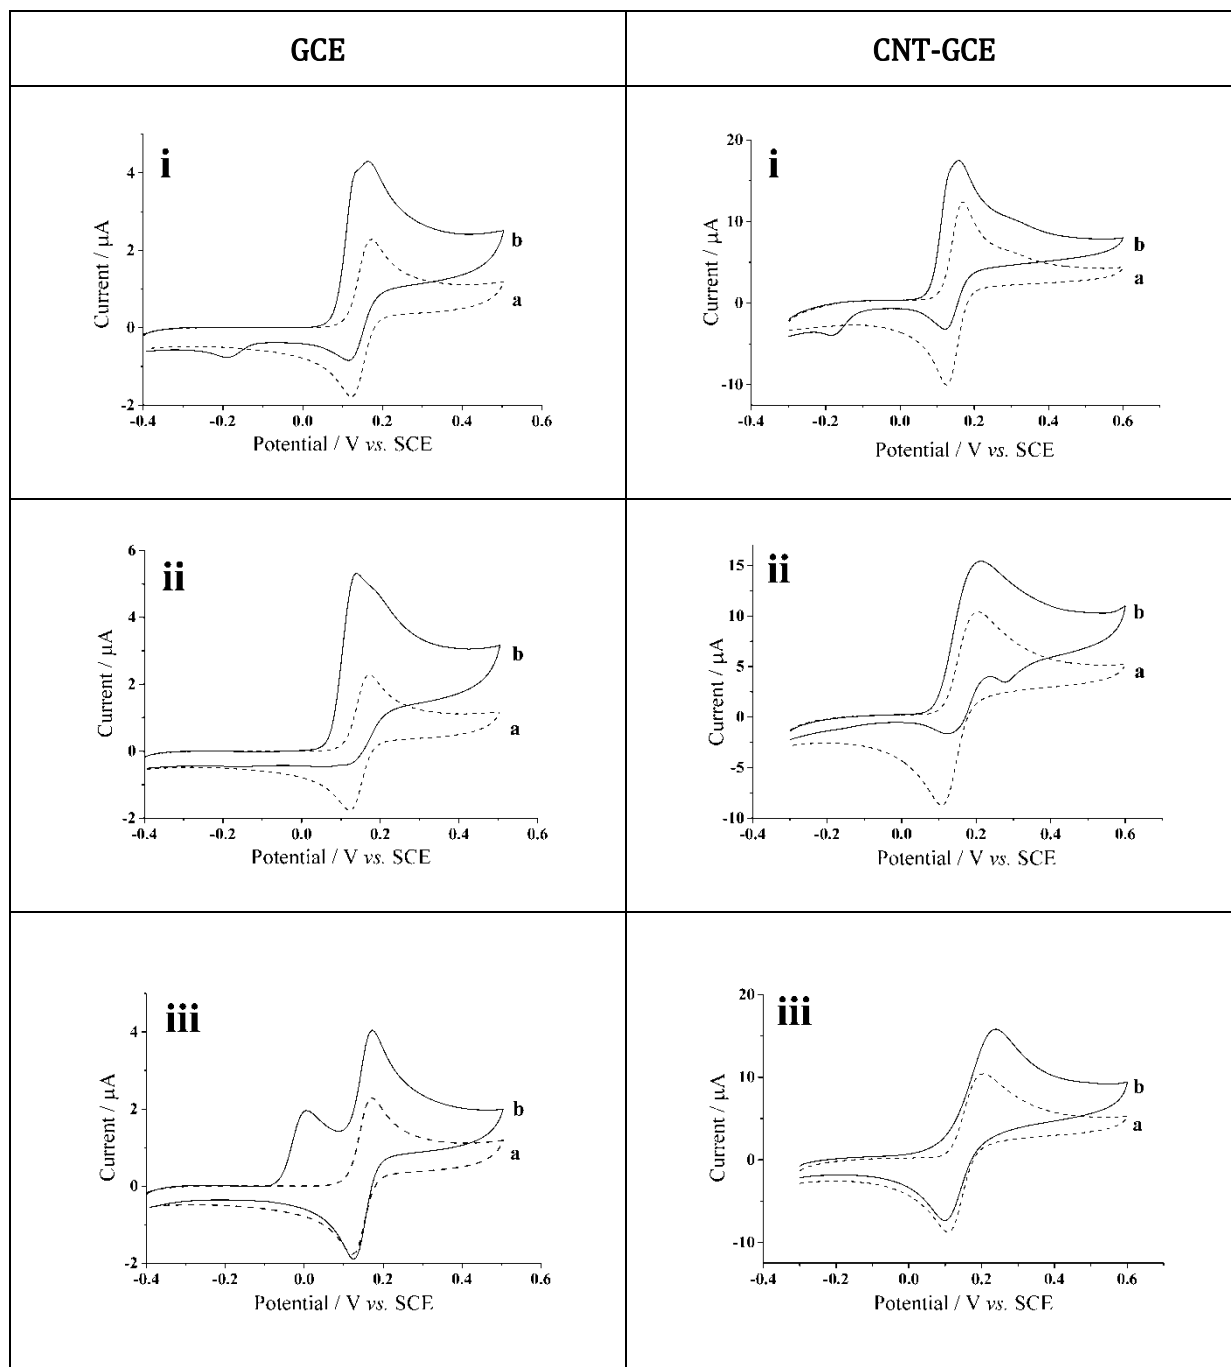 GCE
CNT-GCE
i
4
2
0
-2
Current / µA
b
a
-0.4 -0.2 0.0 0.2 0.4 0.6
Potential / V vs. SCE
i
20
10
0
-10
Current / µA
b
a
-0.4 -0.2 0.0 0.2 0.4 0.6
Potential / V vs. SCE
ii
6
4
2
0
-2
Current / µA
b
a
-0.4 -0.2 0.0 0.2 0.4 0.6
Potential / V vs. SCE
ii
15
10
5
0
-5
-10
Current / µA
b
a
-0.4 -0.2 0.0 0.2 0.4 0.6
Potential / V vs. SCE
iii
4
2
0
-2
Current / µA
b
a
-0.4 -0.2 0.0 0.2 0.4 0.6
Potential / V vs. SCE
iii
20
10
0
-10
Current / µA
b
a
-0.4 -0.2 0.0 0.2 0.4 0.6
Potential / V vs. SCE